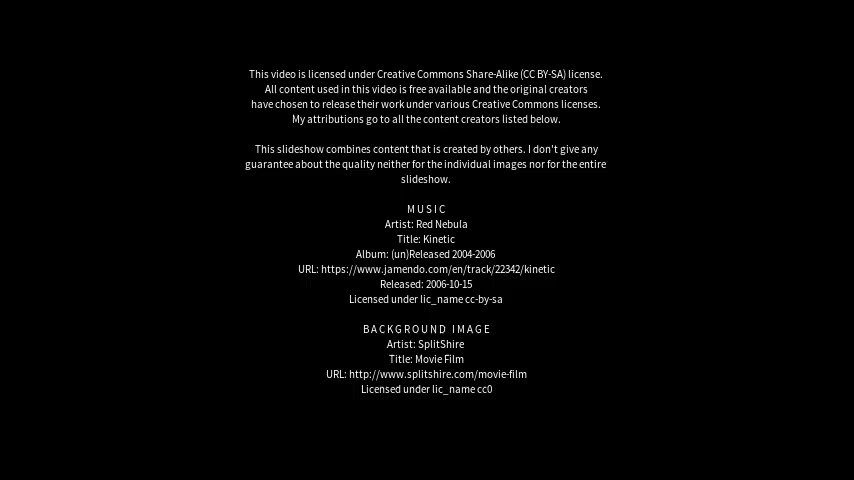 This video is licensed under Creative Commons Share-Alike (CC BY-SA) license.
All content used in this video is free available and the original creators
have chosen to release their work under various Creative Commons licenses.
My attributions go to all the content creators listed below.
This slideshow combines content that is created by others. I don't give any
guarantee about the quality neither for the individual images nor for the entire
slideshow.
MUSIC
Artist: Red Nebula
Title: Kinetic
Album: (un)Released 2004-2006
URL: https://www.jamendo.com/en/track/22342/kinetic
Released: 2006-10-15
Licensed under lic_name cc-by-sa
BACKGROUND IMAGE
Artist: SplitShire
Title: Movie Film
URL: http://www.splitshire.com/movie-film
Licensed under lic_name cc0